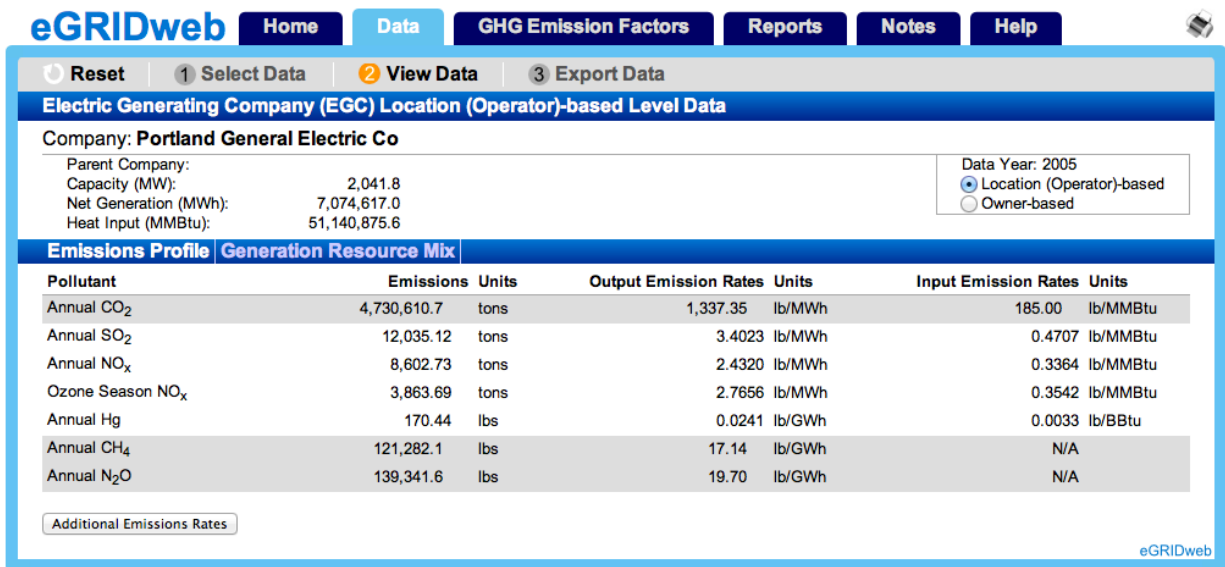 eGRIDweb Home Data GHG Emission Factors Reports Notes Help
Reset 1 Select Data 2 View Data 3 Export Data
Electric Generating Company (EGC) Location (Operator)-based Level Data
Company: Portland General Electric Co
Parent Company:
Capacity (MW): 2,041.8
Net Generation (MWh): 7,074,617.0
Heat Input (MMBtu): 51,140,875.6
Data Year: 2005
Location (Operator)-based
Owner-based
Emissions Profile Generation Resource Mix
Pollutant Emissions Units Output Emission Rates Units Input Emission Rates Units
Annual CO2 4,730,610.7 tons 1,337.35 lb/MWh 185.00 lb/MMBtu
Annual SO2 12,035.12 tons 3.4023 lb/MWh 0.4707 lb/MMBtu
Annual NOx 8,602.73 tons 2.4320 lb/MWh 0.3364 lb/MMBtu
Ozone Season NOx 3,863.69 tons 2.7656 lb/MWh 0.3542 lb/MMBtu
Annual Hg 170.44 lbs 0.0241 lb/GWh 0.0033 lb/BBtu
Annual CH4 121,282.1 lbs 17.14 lb/GWh N/A
Annual N2O 139,341.6 lbs 19.70 lb/GWh N/A
Additional Emissions Rates
eGRIDweb